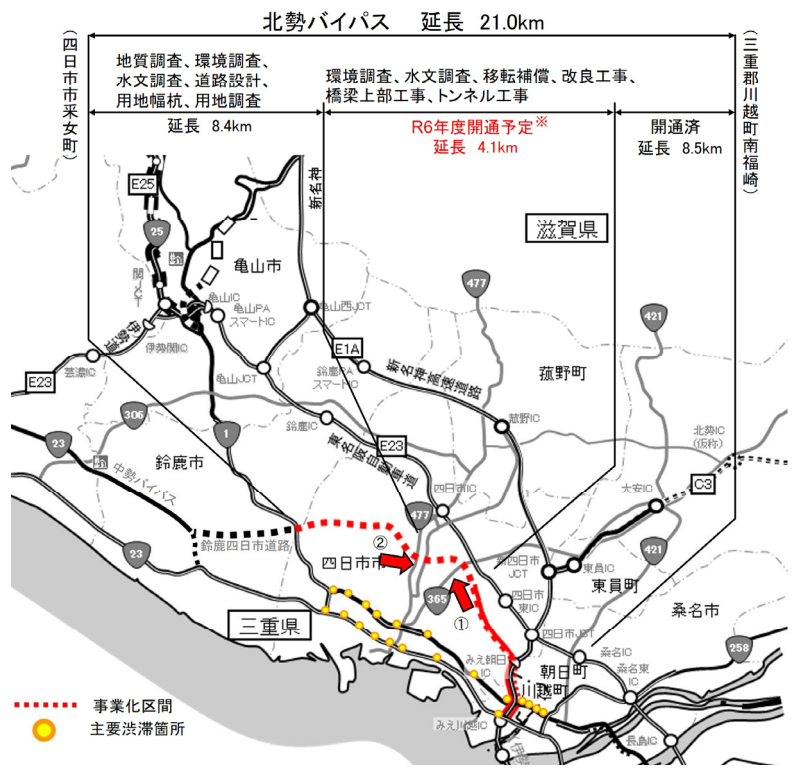 北勢バイパス 延長 21.0km
(四日市市采女町)
(三重郡川越町南福崎)
地質調査、環境調査、
水文調査、道路設計、
用地幅杭、用地調査
延長 8.4km
環境調査、水文調査、移転補償、改良工事、
橋梁上部工事、トンネル工事
R6年度開通予定※
延長 4.1km
開通済
延長 8.5km
E25
新名神
25
滋賀県
亀山市
477
関JCT
亀山IC
亀山PA
スマートIC
亀山西JCT
421
伊勢道
伊勢関IC
E1A
E23
芸濃IC
亀山JCT
鈴鹿PA
スマートIC
新名神高速道路
菰野町
306
1
鈴鹿IC
菰野IC
北勢IC
(仮称)
23
鈴鹿市
東名阪自動車道
E23
中勢バイパス
四日市IC
大安IC
C3
477
鈴鹿四日市道路
②
四日市市
421
23
新四日市
JCT
東員IC
東員町
365
①
四日市
東IC
桑名市
三重県
四日市JCT
桑名IC
258
みえ朝日
IC
朝日町
桑名東
IC
川越町
みえ川越IC
長島IC
伊勢
事業化区間
主要渋滞箇所